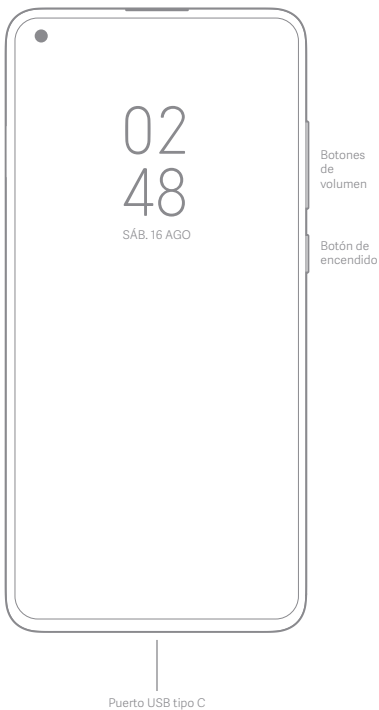 02
48
SÁB. 16 AGO
Botones
de
volumen
Botón de
encendido
Puerto USB tipo C